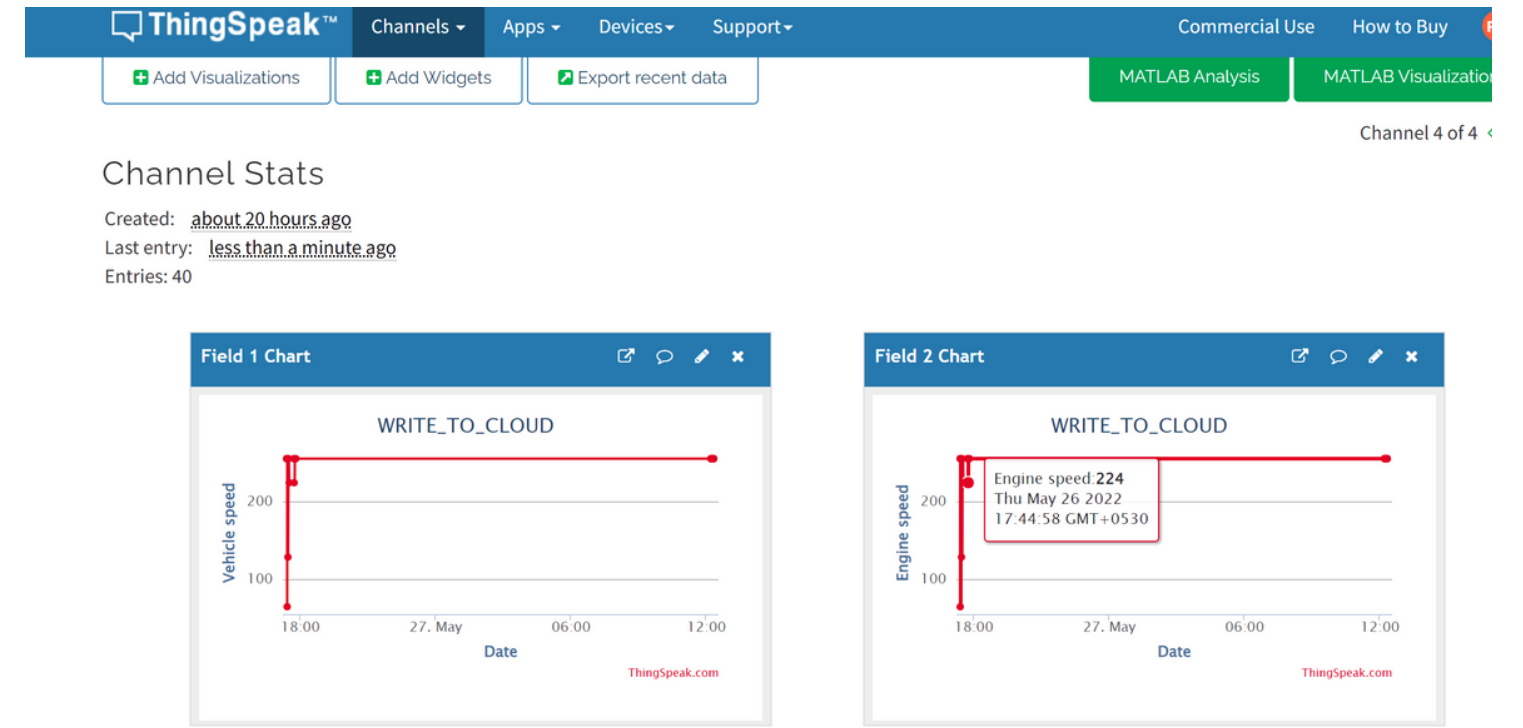 ThingSpeak™ Channels Apps Devices Support Commercial Use How to Buy
Add Visualizations Add Widgets Export recent data MATLAB Analysis MATLAB Visualization
Channel 4 of 4
Channel Stats
Created: about 20 hours ago
Last entry: less than a minute ago
Entries: 40
Field 1 Chart
WRITE_TO_CLOUD
Vehicle speed
200
100
18:00 27. May 06:00 12:00
Date
ThingSpeak.com
Field 2 Chart
WRITE_TO_CLOUD
Engine speed:224
Thu May 26 2022
17:44:58 GMT+0530
Engine speed
200
100
18:00 27. May 06:00 12:00
Date
ThingSpeak.com